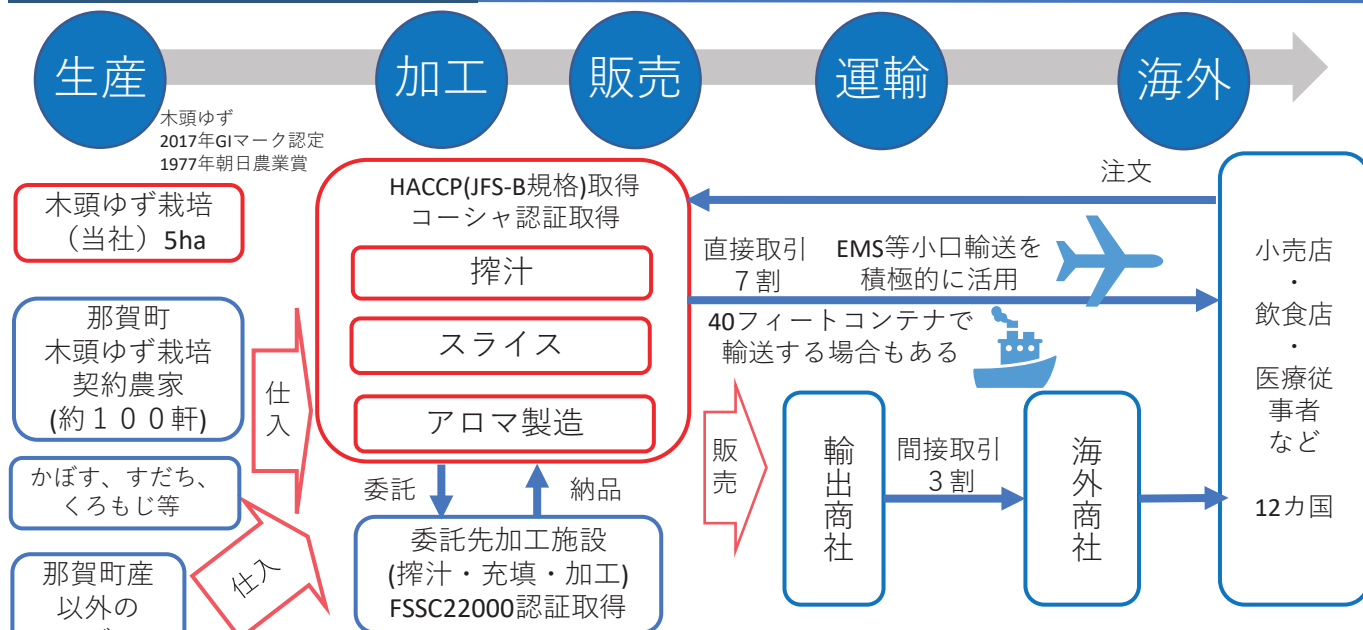 生産
加工
販売
運輸
海外
木頭ゆず
2017年GIマーク認定
1977年朝日農業賞
木頭ゆず栽培
（当社）5ha
那賀町
木頭ゆず栽培
契約農家
(約１００軒)
かぼす、すだち、
くろもじ等
那賀町産
以外の
仕入
仕入
HACCP(JFS-B規格)取得
コーシャ認証取得
搾汁
スライス
アロマ製造
委託
納品
委託先加工施設
(搾汁・充填・加工)
FSSC22000認証取得
注文
直接取引
７割
EMS等小口輸送を
積極的に活用
40フィートコンテナで
輸送する場合もある
販売
輸出商社
間接取引
３割
海外商社
小売店
・
飲食店
・
医療従
事者
など
12カ国